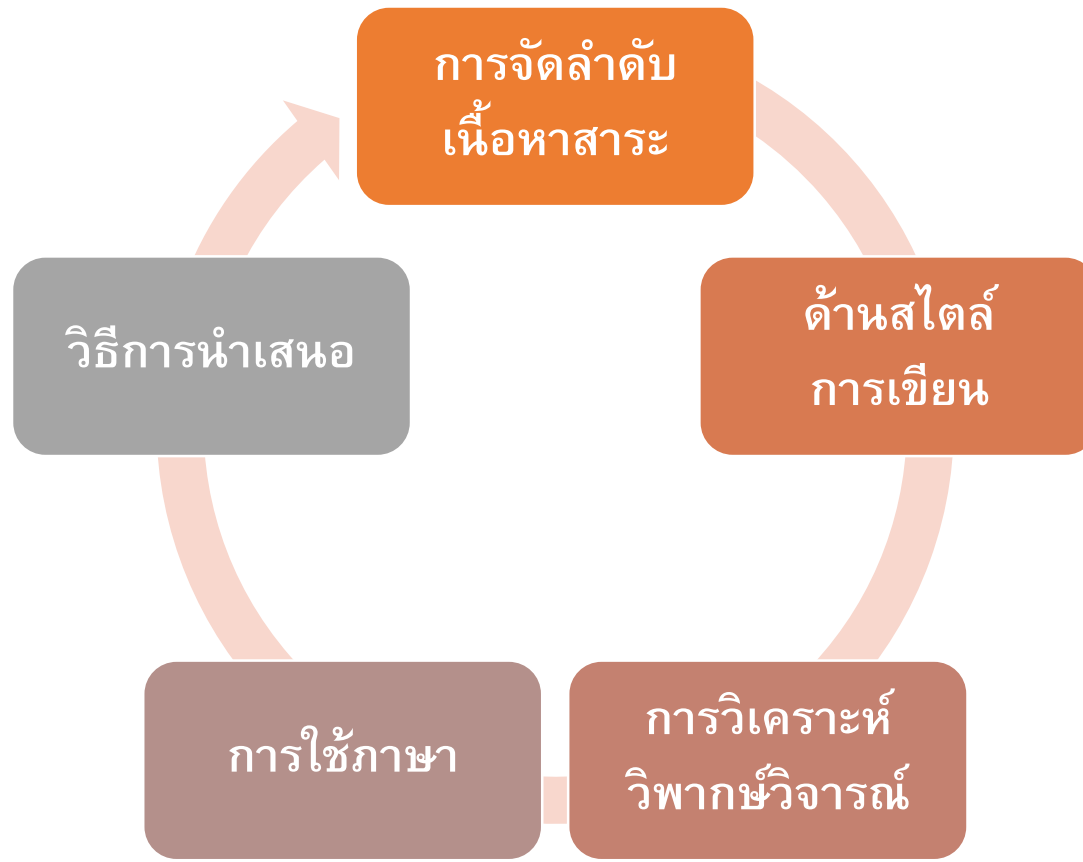 การจัดลำดับ
เนื้อหาสาระ
ด้านสไตล์
การเขียน
การวิเคราะห์
วิพากษ์วิจารณ์
การใช้ภาษา
วิธีการนำเสนอ